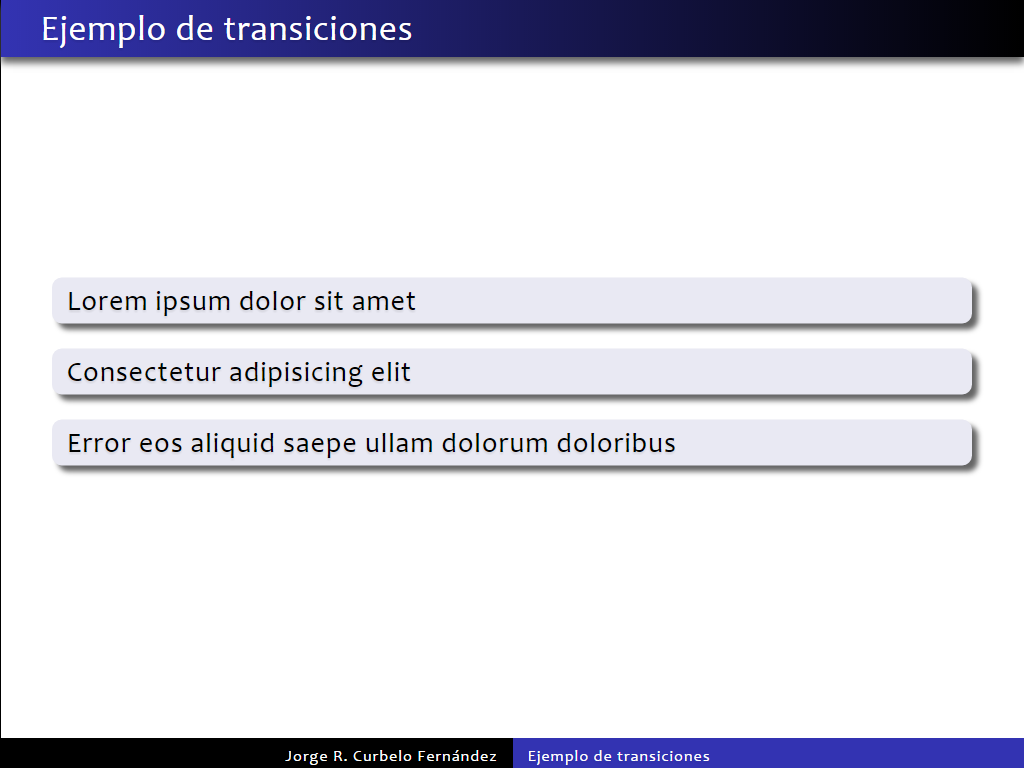 Ejemplo de transiciones
Lorem ipsum dolor sit amet
Consectetur adipisicing elit
Error eos aliquid saepe ullam dolorum doloribus
Jorge R. Curbelo Fernández
Ejemplo de transiciones